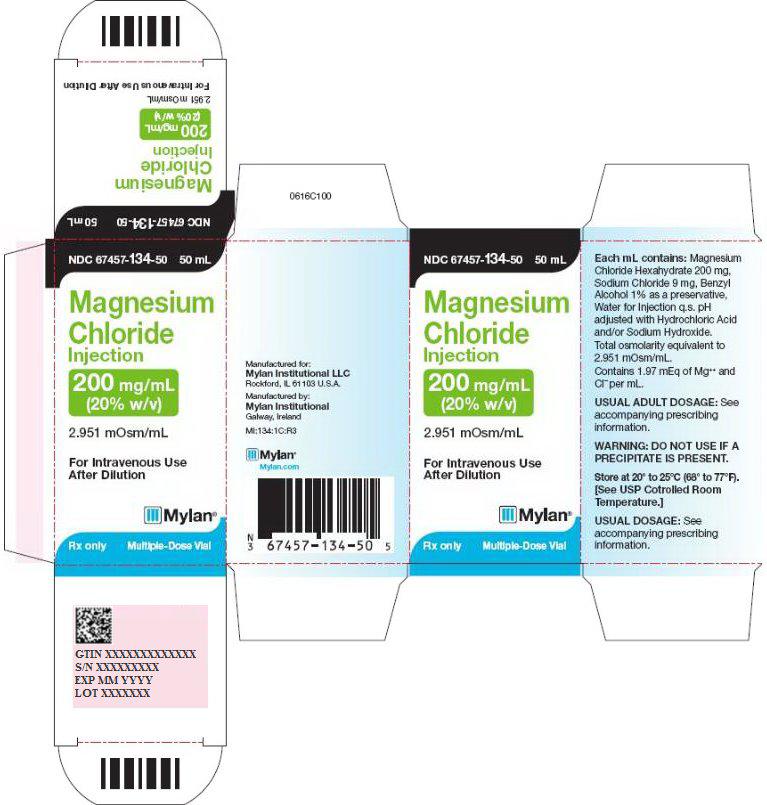 For Intravenous Use After Dilution
2.951 mOsm/mL
200 mg/mL
(20% w/v)
Magnesium
Chloride
Injection
NDC 67457-134-50 50 mL
NDC 67457-134-50 50 mL
Magnesium
Chloride
Injection
200 mg/mL
(20% w/v)
2.951 mOsm/mL
For Intravenous Use
After Dilution
Mylan®
Rx only Multiple-Dose Vial
GTIN XXXXXXXXXXXXX
S/N XXXXXXXXX
EXP MM YYYY
LOT XXXXXXX
0616C100
Manufactured for:
Mylan Institutional LLC
Rockford, IL 61103 U.S.A.
Manufactured by:
Mylan Institutional
Galway, Ireland
MI:134:1C:R3
Mylan®
Mylan.com
N
3 67457-134-50 5
NDC 67457-134-50 50 mL
Magnesium
Chloride
Injection
200 mg/mL
(20% w/v)
2.951 mOsm/mL
For Intravenous Use
After Dilution
Mylan®
Rx only Multiple-Dose Vial
Each mL contains: Magnesium
Chloride Hexahydrate 200 mg,
Sodium Chloride 9 mg, Benzyl
Alcohol 1% as a preservative,
Water for Injection q.s. pH
adjusted with Hydrochloric Acid
and/or Sodium Hydroxide.
Total osmolarity equivalent to
2.951 mOsm/mL.
Contains 1.97 mEq of Mg⁺⁺ and
Cl⁻ per mL.
USUAL ADULT DOSAGE: See
accompanying prescribing
information.
WARNING: DO NOT USE IF A
PRECIPITATE IS PRESENT.
Store at 20° to 25°C (68° to 77°F).
[See USP Cotrolled Room
Temperature.]
USUAL DOSAGE: See
accompanying prescribing
information.